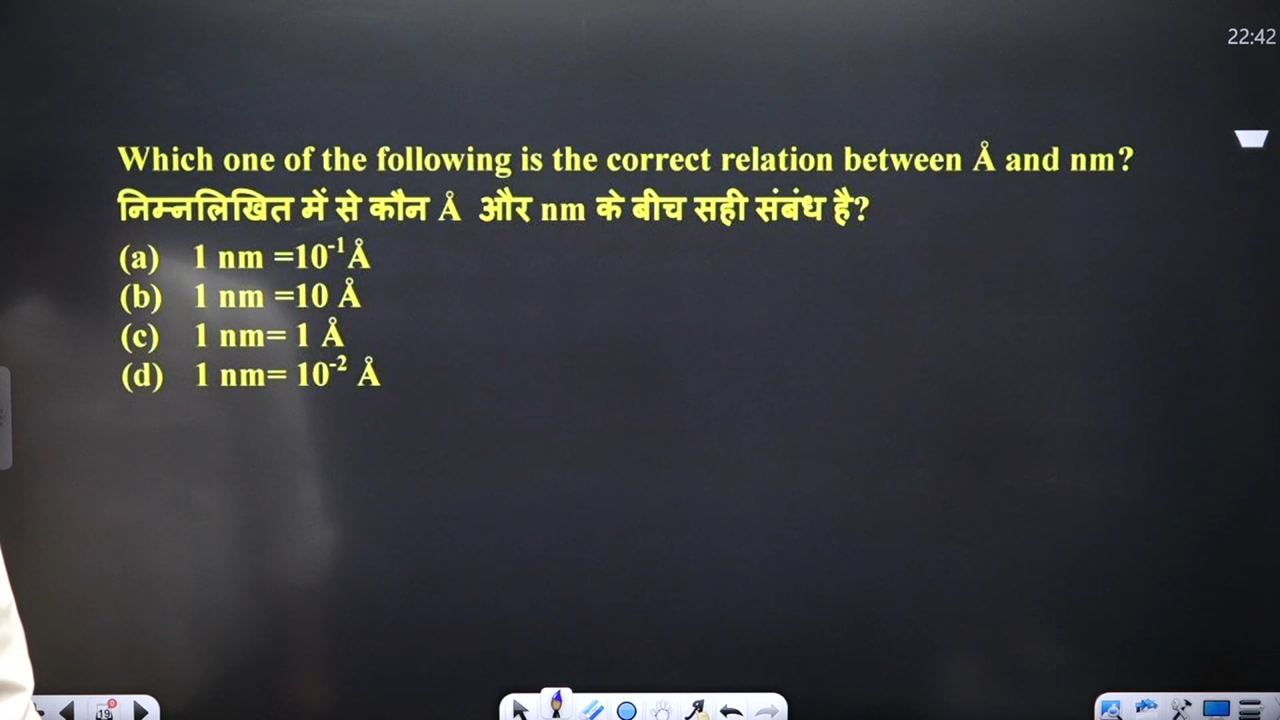 22:42
Which one of the following is the correct relation between Å and nm?
निम्नलिखित में से कौन Å और nm के बीच सही संबंध है?
(a) 1 nm =10⁻¹Å
(b) 1 nm =10 Å
(c) 1 nm= 1 Å
(d) 1 nm= 10⁻² Å
19